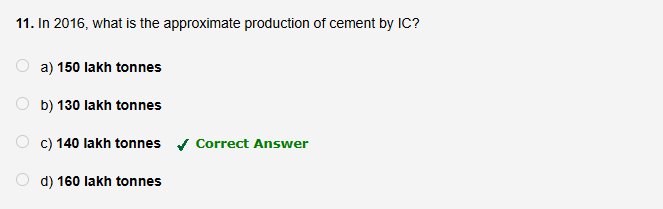 11. In 2016, what is the approximate production of cement by IC?
a) 150 lakh tonnes
b) 130 lakh tonnes
c) 140 lakh tonnes ✓ Correct Answer
d) 160 lakh tonnes